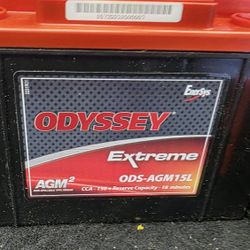 EnerSys
ODYSSEY
Extreme
ODS-AGM15L
AGM²
CCA - 150 • Reserve Capacity - 18 minutes